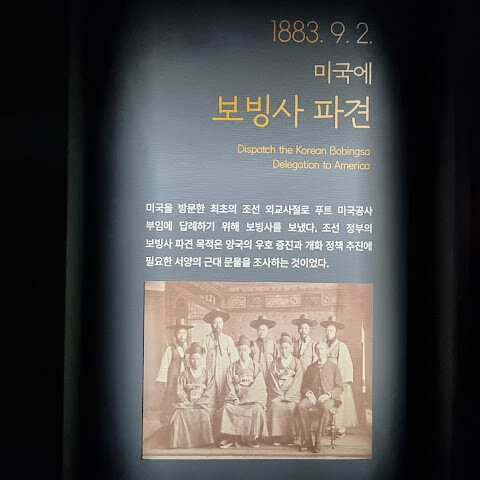 1883. 9. 2.
미국에
보빙사 파견
Dispatch the Korean Bobingsa
Delegation to America
미국을 방문한 최초의 조선 외교사절로 푸트 미국공사
부임에 답례하기 위해 보빙사를 보냈다. 조선 정부의
보빙사 파견 목적은 양국의 우호 증진과 개화 정책 추진에
필요한 서양의 근대 문물을 조사하는 것이었다.